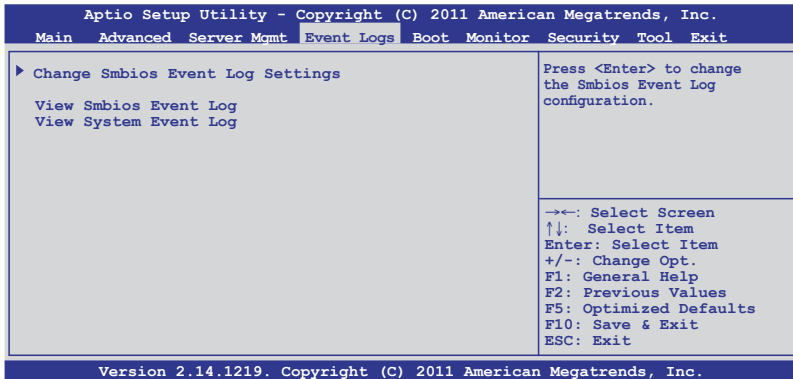 Aptio Setup Utility - Copyright (C) 2011 American Megatrends, Inc.
Main Advanced Server Mgmt Event Logs Boot Monitor Security Tool Exit
Change Smbios Event Log Settings
View Smbios Event Log
View System Event Log
Press <Enter> to change
the Smbios Event Log
configuration.
→←: Select Screen
↑↓: Select Item
Enter: Select Item
+/-: Change Opt.
F1: General Help
F2: Previous Values
F5: Optimized Defaults
F10: Save & Exit
ESC: Exit
Version 2.14.1219. Copyright (C) 2011 American Megatrends, Inc.